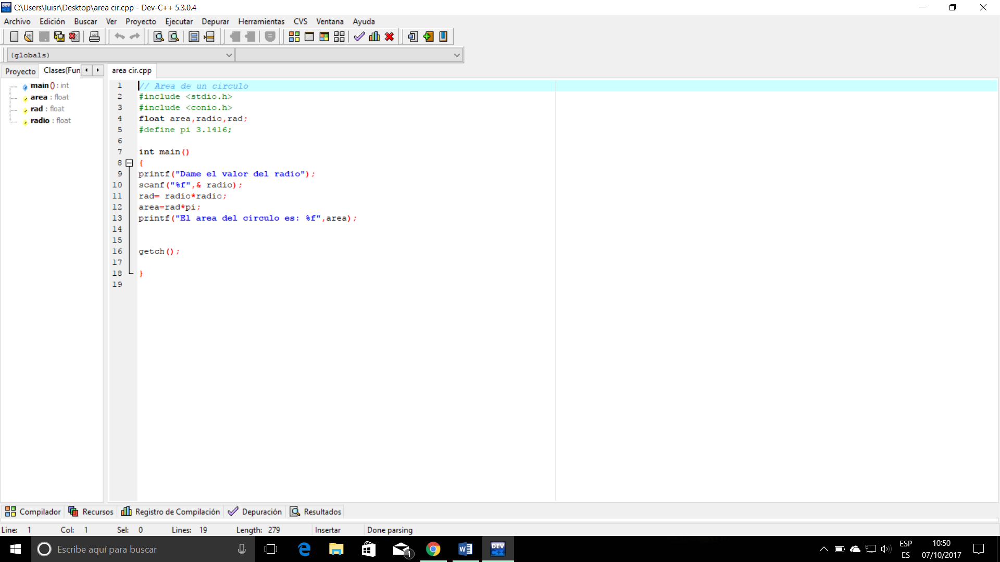 C:\Users\luisr\Desktop\area cir.cpp - Dev-C++ 5.3.0.4
Archivo Edición Buscar Ver Proyecto Ejecutar Depurar Herramientas CVS Ventana Ayuda
(globals)
Proyecto Clases(Fun area cir.cpp
main () : int
area : float
rad : float
radio : float
1 // Area de un circulo
2 #include <stdio.h>
3 #include <conio.h>
4 float area,radio,rad;
5 #define pi 3.1416;
6
7 int main()
8 {
9 printf("Dame el valor del radio");
10 scanf("%f",& radio);
11 rad= radio*radio;
12 area=rad*pi;
13 printf("El area del circulo es: %f",area);
14
15
16 getch();
17
18 }
19
Compilador Recursos Registro de Compilación Depuración Resultados
Line: 1 Col: 1 Sel: 0 Lines: 19 Length: 279 Insertar Done parsing
Escribe aquí para buscar
1
DEV C++
ESP
ES
10:50
07/10/2017